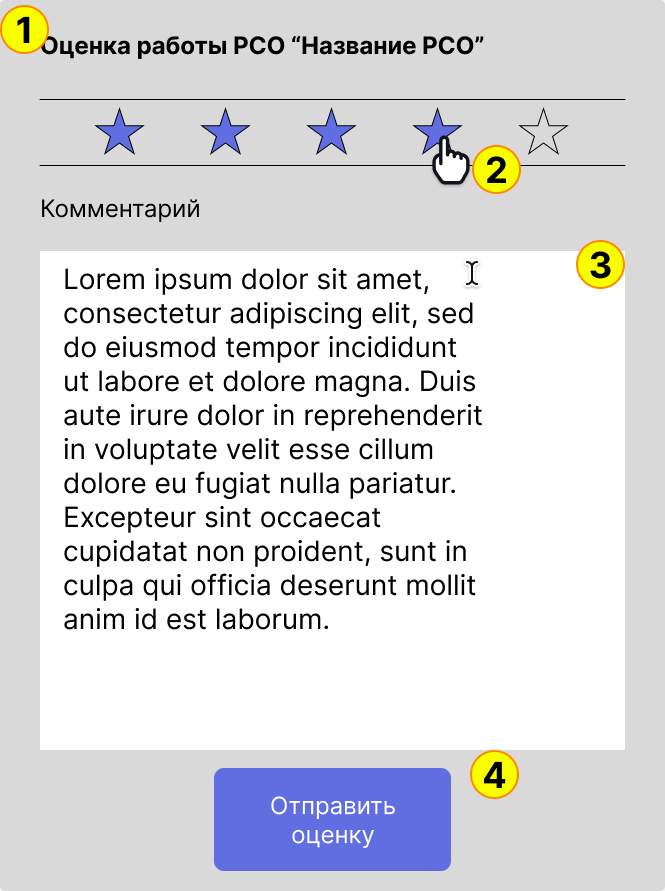 1
Оценка работы РСО “Название РСО”
2
Комментарий
3
Lorem ipsum dolor sit amet,
consectetur adipiscing elit, sed
do eiusmod tempor incididunt
ut labore et dolore magna. Duis
aute irure dolor in reprehenderit
in voluptate velit esse cillum
dolore eu fugiat nulla pariatur.
Excepteur sint occaecat
cupidatat non proident, sunt in
culpa qui officia deserunt mollit
anim id est laborum.
4
Отправить
оценку